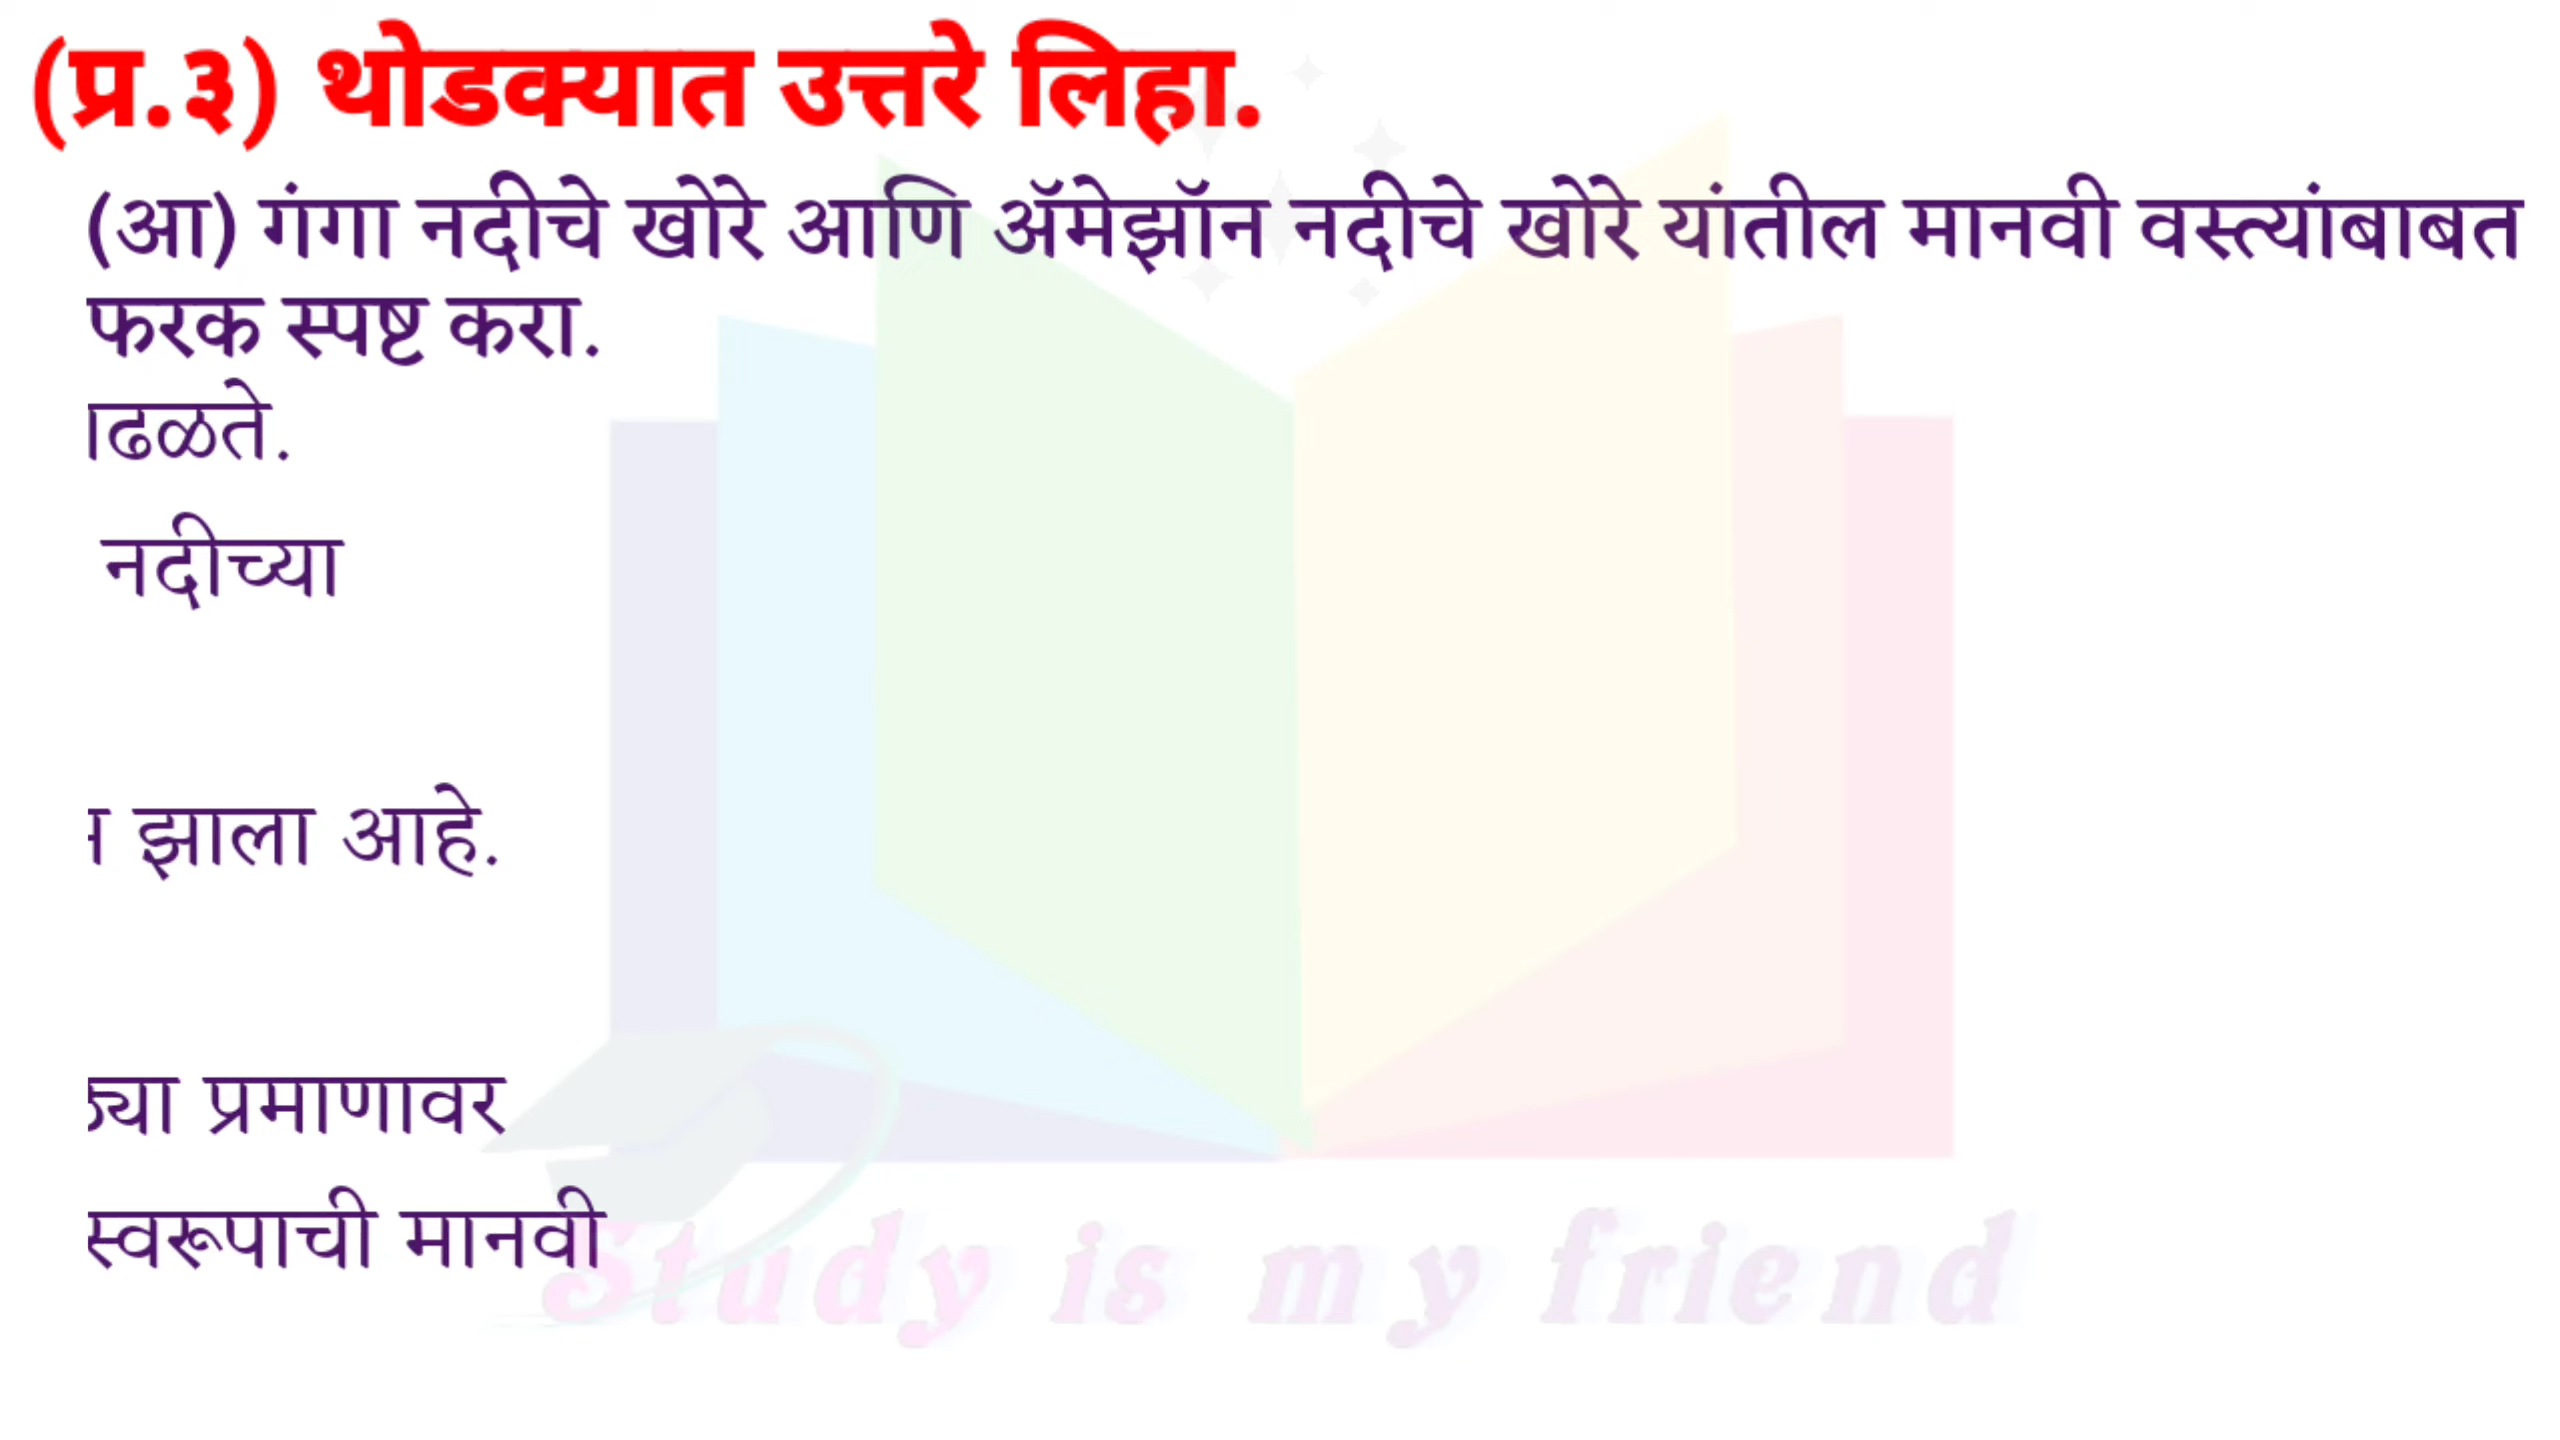 (प्र.३) थोडक्यात उत्तरे लिहा.
(आ) गंगा नदीचे खोरे आणि ॲमेझॉन नदीचे खोरे यांतील मानवी वस्त्यांबाबत
फरक स्पष्ट करा.
ाढळते.
नदीच्या
झाला आहे.
प्रमाणावर
स्वरूपाची मानवी
Study is my friend